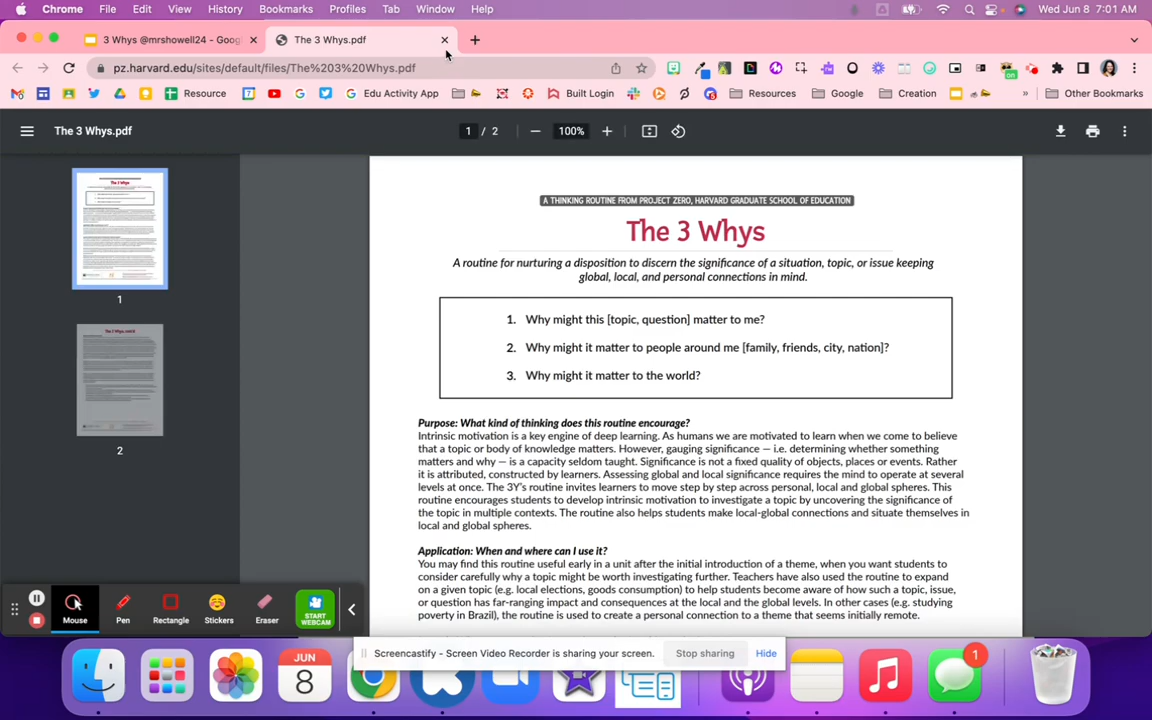 Chrome File Edit View History Bookmarks Profiles Tab Window Help Wed Jun 8 7:01 AM
3 Whys @mrshowell24 - Goog The 3 Whys.pdf
pz.harvard.edu/sites/default/files/The%203%20Whys.pdf
Resource Edu Activity App Built Login Resources Google Creation » Other Bookmarks
The 3 Whys.pdf 1 / 2 100%
1
2
A THINKING ROUTINE FROM PROJECT ZERO, HARVARD GRADUATE SCHOOL OF EDUCATION
The 3 Whys
A routine for nurturing a disposition to discern the significance of a situation, topic, or issue keeping
global, local, and personal connections in mind.
1. Why might this [topic, question] matter to me?
2. Why might it matter to people around me [family, friends, city, nation]?
3. Why might it matter to the world?
Purpose: What kind of thinking does this routine encourage?
Intrinsic motivation is a key engine of deep learning. As humans we are motivated to learn when we come to believe
that a topic or body of knowledge matters. However, gauging significance — i.e. determining whether something
matters and why — is a capacity seldom taught. Significance is not a fixed quality of objects, places or events. Rather
it is attributed, constructed by learners. Assessing global and local significance requires the mind to operate at several
levels at once. The 3Y's routine invites learners to move step by step across personal, local and global spheres. This
routine encourages students to develop intrinsic motivation to investigate a topic by uncovering the significance of
the topic in multiple contexts. The routine also helps students make local-global connections and situate themselves in
local and global spheres.
Application: When and where can I use it?
You may find this routine useful early in a unit after the initial introduction of a theme, when you want students to
consider carefully why a topic might be worth investigating further. Teachers have also used the routine to expand
on a given topic (e.g. local elections, goods consumption) to help students become aware of how such a topic, issue,
or question has far-ranging impact and consequences at the local and the global levels. In other cases (e.g. studying
poverty in Brazil), the routine is used to create a personal connection to a theme that seems initially remote.
Mouse Pen Rectangle Stickers Eraser START WEBCAM
Screencastify - Screen Video Recorder is sharing your screen. Stop sharing Hide
JUN
8
1